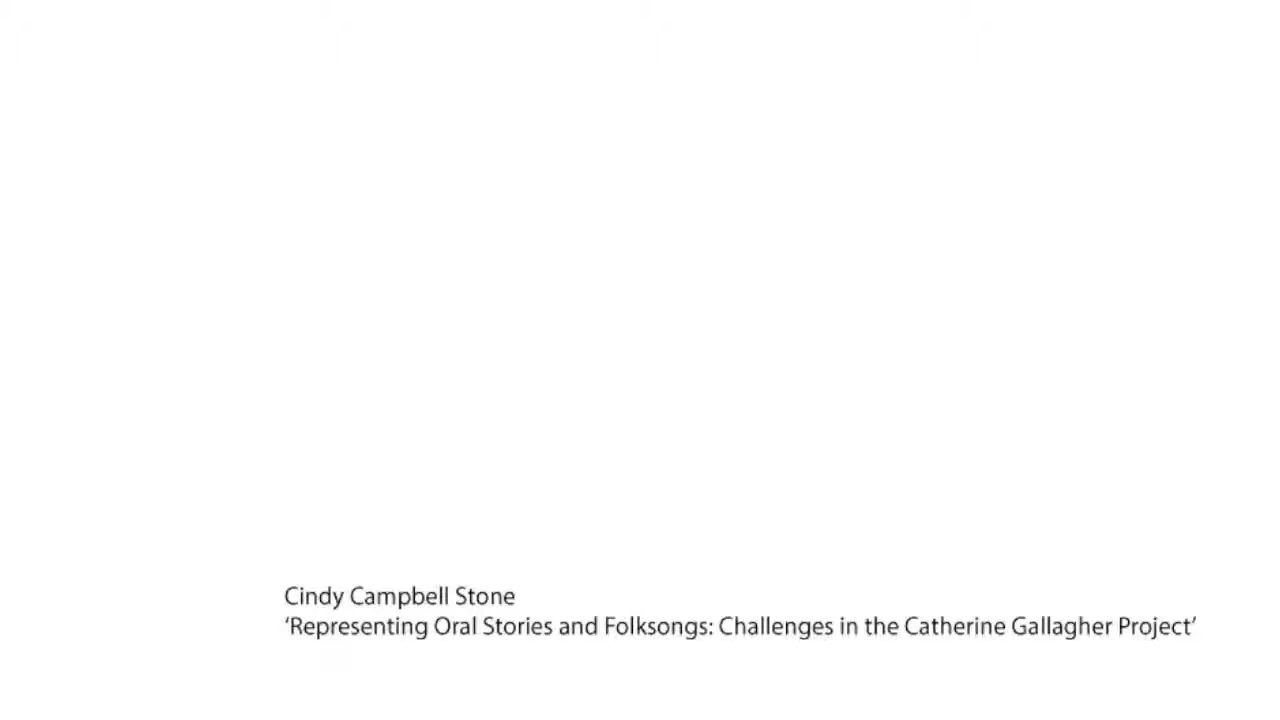 Cindy Campbell Stone
‘Representing Oral Stories and Folksongs: Challenges in the Catherine Gallagher Project’